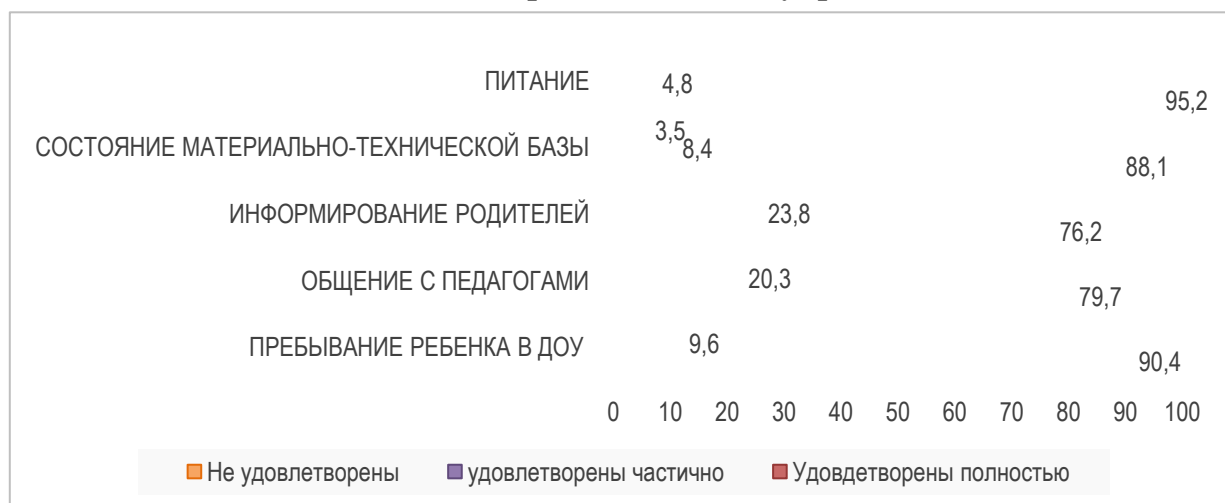 ПИТАНИЕ 4,8 95,2
СОСТОЯНИЕ МАТЕРИАЛЬНО-ТЕХНИЧЕСКОЙ БАЗЫ 3,5 8,4 88,1
ИНФОРМИРОВАНИЕ РОДИТЕЛЕЙ 23,8 76,2
ОБЩЕНИЕ С ПЕДАГОГАМИ 20,3 79,7
ПРЕБЫВАНИЕ РЕБЕНКА В ДОУ 9,6 90,4
0 10 20 30 40 50 60 70 80 90 100
Не удовлетворены удовлетворены частично Удовдетворены полностью